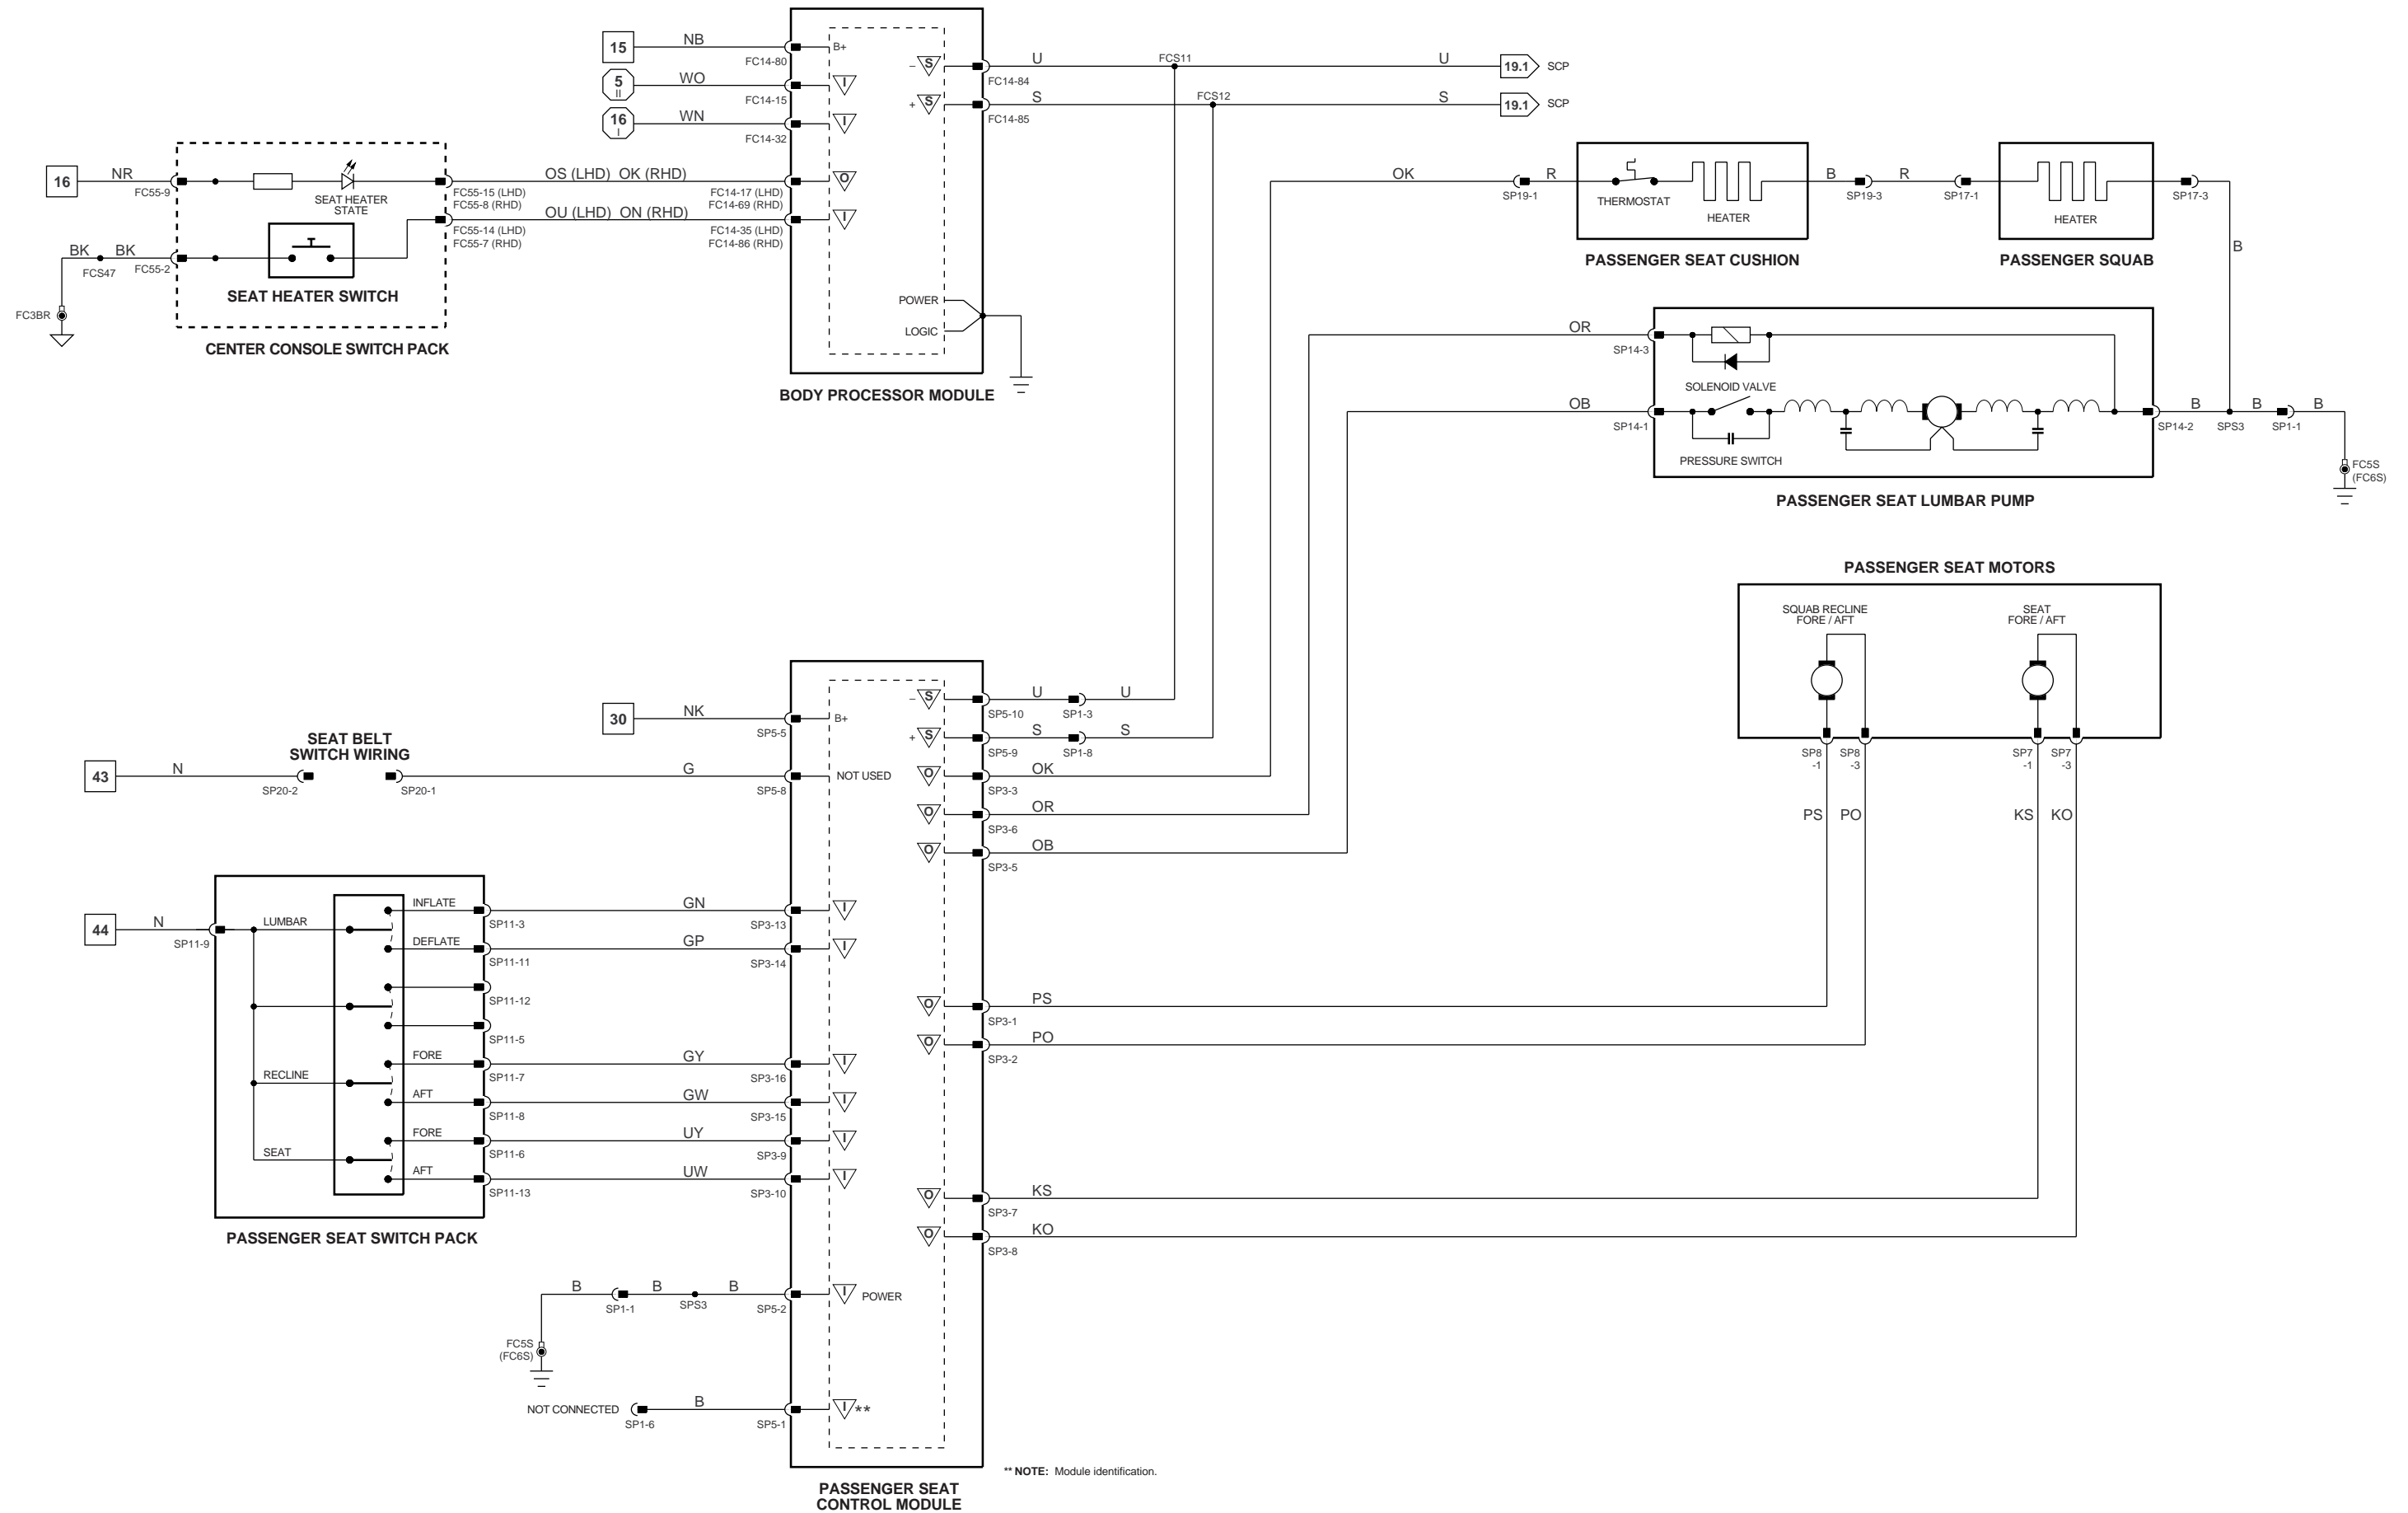 15 NB FC14-80 B+
5 II WO FC14-15 I
16 I WN FC14-32 I
− S U FC14-84 FCS11 U 19.1 SCP
+ S S FC14-85 FCS12 S 19.1 SCP
16 NR FC55-9
SEAT HEATER
STATE
FC55-15 (LHD)
FC55-8 (RHD)
OS (LHD) OK (RHD)
FC14-17 (LHD)
FC14-69 (RHD)
O
FC55-14 (LHD)
FC55-7 (RHD)
OU (LHD) ON (RHD)
FC14-35 (LHD)
FC14-86 (RHD)
I
BK BK
FCS47 FC55-2
FC3BR
SEAT HEATER SWITCH
CENTER CONSOLE SWITCH PACK
POWER
LOGIC
BODY PROCESSOR MODULE
OK SP19-1 R
THERMOSTAT
HEATER
B SP19-3 R SP17-1
HEATER
SP17-3
B
PASSENGER SEAT CUSHION
PASSENGER SQUAB
OR SP14-3
SOLENOID VALVE
OB SP14-1
PRESSURE SWITCH
B B B
SP14-2 SPS3 SP1-1
FC5S
(FC6S)
PASSENGER SEAT LUMBAR PUMP
PASSENGER SEAT MOTORS
SQUAB RECLINE
FORE / AFT
SEAT
FORE / AFT
SP8
-1
SP8
-3
SP7
-1
SP7
-3
PS PO KS KO
30 NK SP5-5 B+
− S SP5-10 U SP1-3 U
+ S SP5-9 S SP1-8 S
SEAT BELT
SWITCH WIRING
43 N SP20-2 SP20-1 G SP5-8 NOT USED
O SP3-3 OK
O SP3-6 OR
O SP3-5 OB
44 N SP11-9
LUMBAR
INFLATE SP11-3 GN SP3-13 I
DEFLATE SP11-11 GP SP3-14 I
SP11-12
SP11-5
O SP3-1 PS
O SP3-2 PO
RECLINE
FORE SP11-7 GY SP3-16 I
AFT SP11-8 GW SP3-15 I
SEAT
FORE SP11-6 UY SP3-9 I
AFT SP11-13 UW SP3-10 I
O SP3-7 KS
O SP3-8 KO
PASSENGER SEAT SWITCH PACK
B B B
SP1-1 SPS3 SP5-2 I POWER
FC5S
(FC6S)
NOT CONNECTED SP1-6 B SP5-1 I **
** NOTE: Module identification.
PASSENGER SEAT
CONTROL MODULE